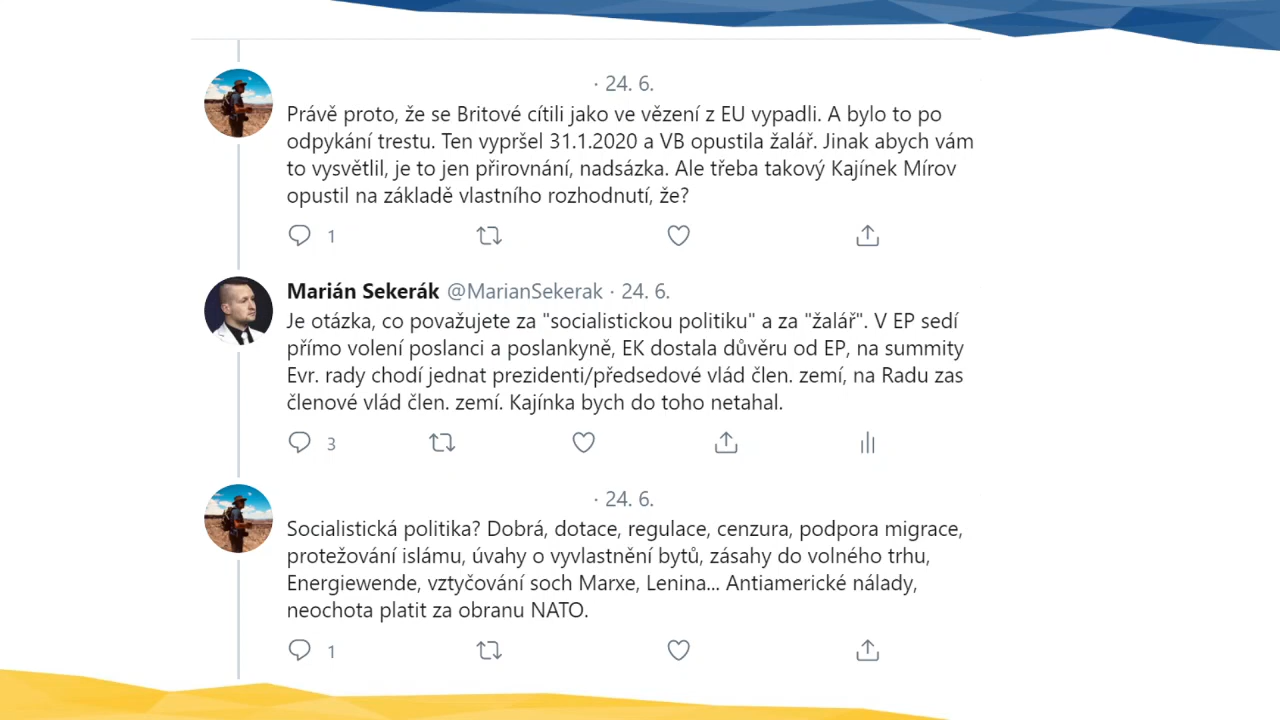 · 24. 6.
Právě proto, že se Britové cítili jako ve vězení z EU vypadli. A bylo to po
odpykání trestu. Ten vypršel 31.1.2020 a VB opustila žalář. Jinak abych vám
to vysvětlil, je to jen přirovnání, nadsázka. Ale třeba takový Kajínek Mírov
opustil na základě vlastního rozhodnutí, že?
1
Marián Sekerák @MarianSekerak · 24. 6.
Je otázka, co považujete za "socialistickou politiku" a za "žalář". V EP sedí
přímo volení poslanci a poslankyně, EK dostala důvěru od EP, na summity
Evr. rady chodí jednat prezidenti/předsedové vlád člen. zemí, na Radu zas
členové vlád člen. zemí. Kajínka bych do toho netahal.
3
· 24. 6.
Socialistická politika? Dobrá, dotace, regulace, cenzura, podpora migrace,
protežování islámu, úvahy o vyvlastnění bytů, zásahy do volného trhu,
Energiewende, vztyčování soch Marxe, Lenina... Antiamerické nálady,
neochota platit za obranu NATO.
1